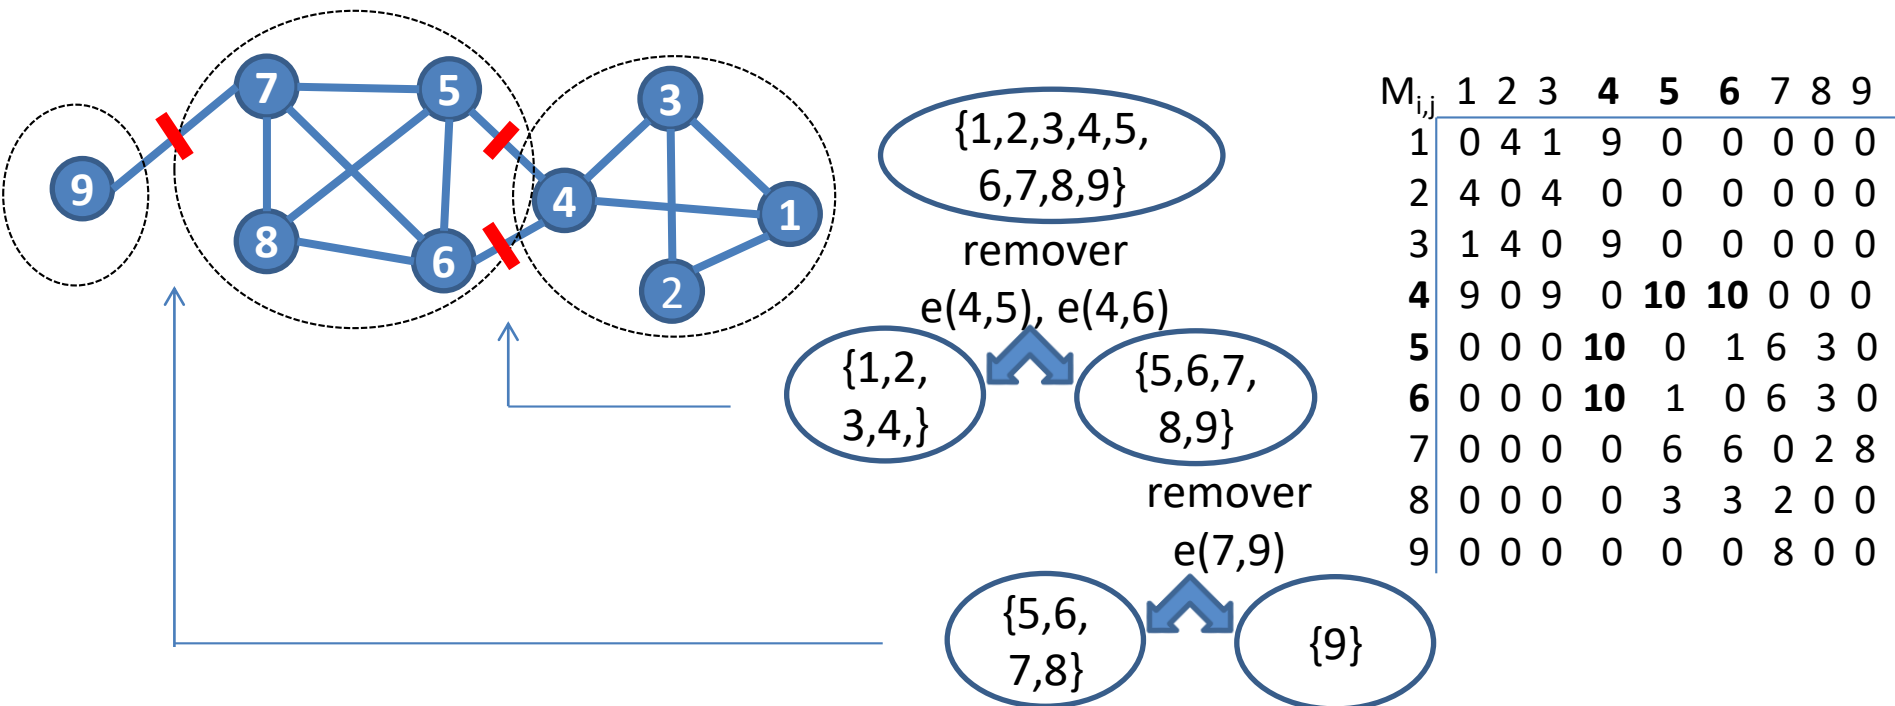 7
5
3
9
4
1
8
6
2
{1,2,3,4,5,
6,7,8,9}
remover
e(4,5), e(4,6)
{1,2,
3,4,}
{5,6,7,
8,9}
remover
e(7,9)
{5,6,
7,8}
{9}
M i,j 1 2 3 4 5 6 7 8 9
1 0 4 1 9 0 0 0 0 0
2 4 0 4 0 0 0 0 0 0
3 1 4 0 9 0 0 0 0 0
4 9 0 9 0 10 10 0 0 0
5 0 0 0 10 0 1 6 3 0
6 0 0 0 10 1 0 6 3 0
7 0 0 0 0 6 6 0 2 8
8 0 0 0 0 3 3 2 0 0
9 0 0 0 0 0 0 8 0 0